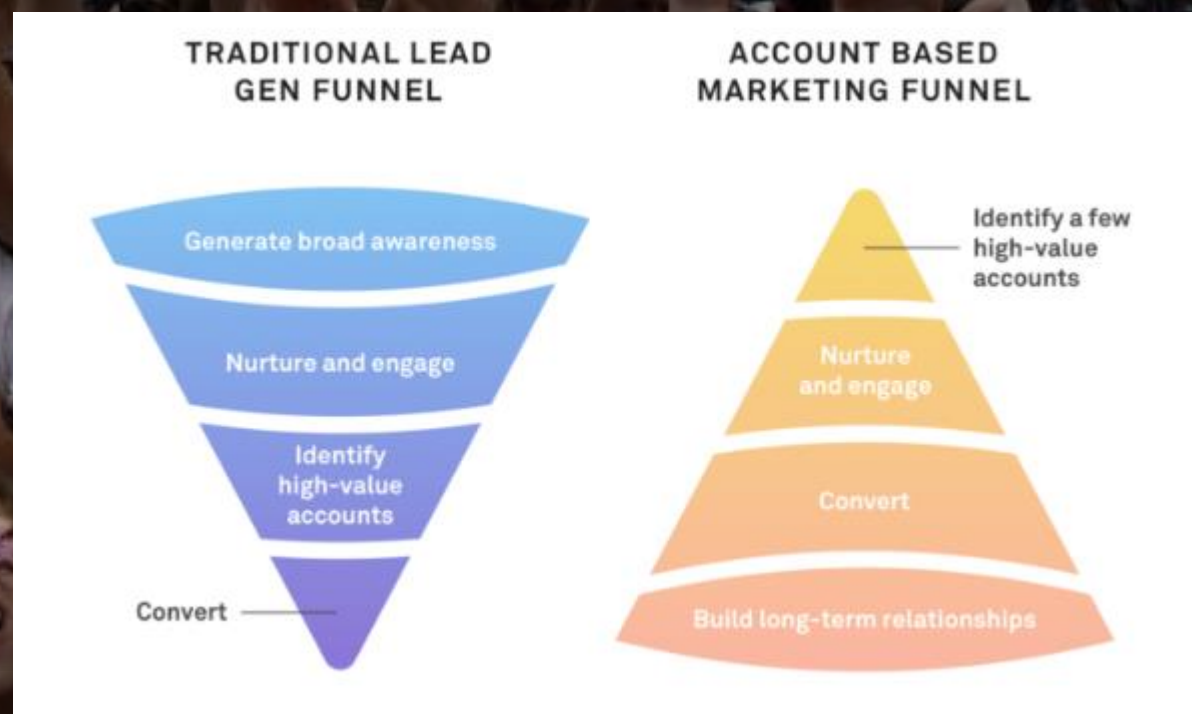 TRADITIONAL LEAD
GEN FUNNEL
Generate broad awareness
Nurture and engage
Identify
high-value
accounts
Convert
ACCOUNT BASED
MARKETING FUNNEL
Identify a few
high-value
accounts
Nurture
and engage
Convert
Build long-term relationships